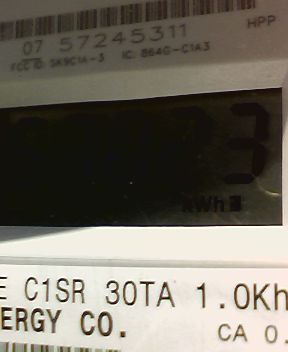 HPP
07 57245311
FCC ID: SK9C1A-3 IC: 864G-C1A3
3
kWh
E C1SR 30TA 1.0Kh
ERGY CO.
CA 0.